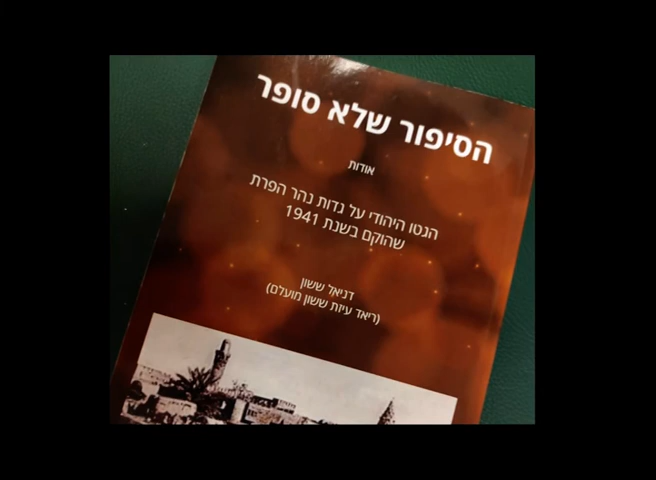 הסיפור שלא סופר
אודות
הגטו היהודי על גדות נהר הפרת
שהוקם בשנת 1941
דניאל ששון
(ריאד עיזת ששון מועלם)